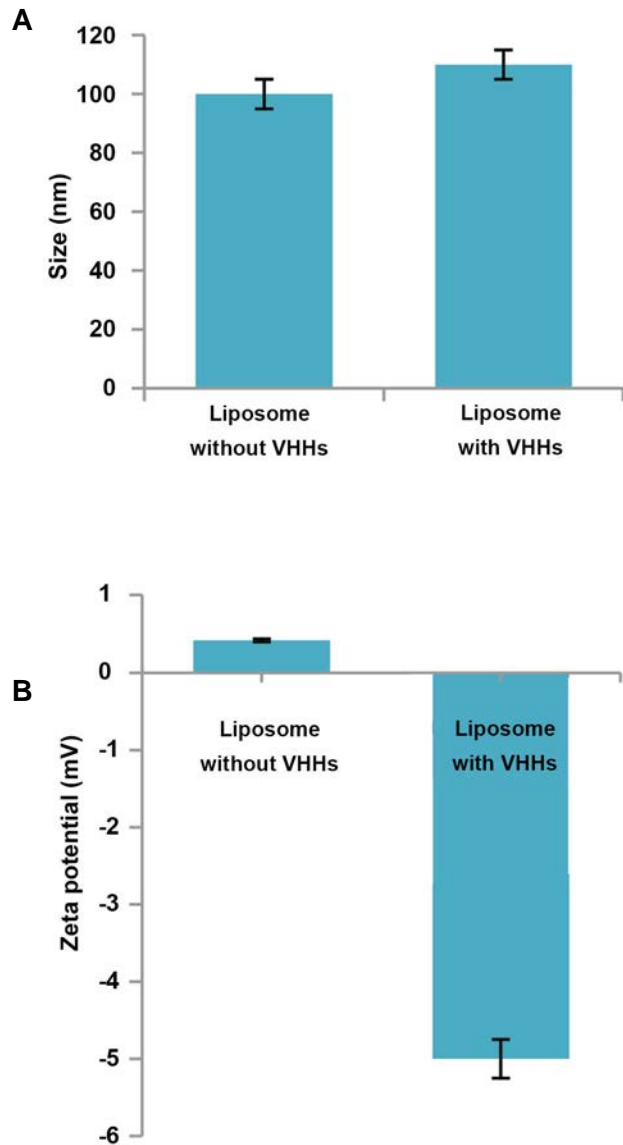 A
Size (nm)
120
100
80
60
40
20
0
Liposome
without VHHs
Liposome
with VHHs
B
Zeta potential (mV)
1
0
-1
-2
-3
-4
-5
-6
Liposome
without VHHs
Liposome
with VHHs